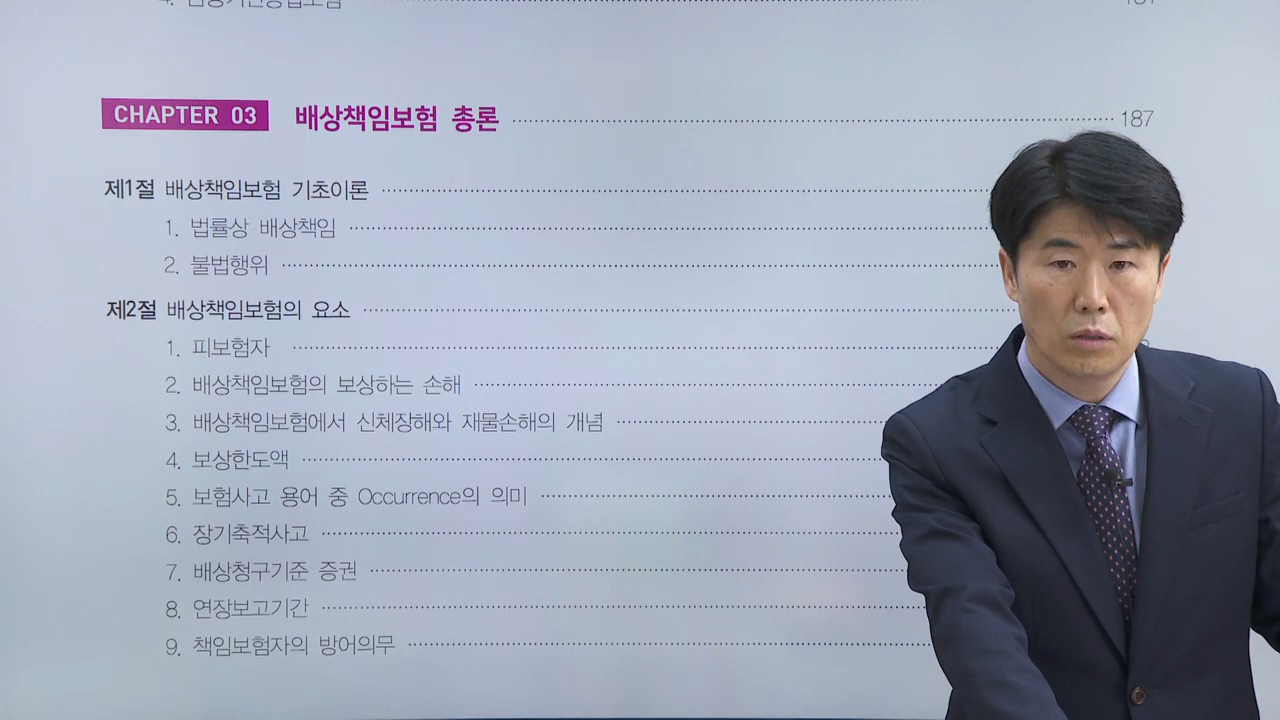 CHAPTER 03 배상책임보험 총론 187
제1절 배상책임보험 기초이론
1. 법률상 배상책임
2. 불법행위
제2절 배상책임보험의 요소
1. 피보험자
2. 배상책임보험의 보상하는 손해
3. 배상책임보험에서 신체장해와 재물손해의 개념
4. 보상한도액
5. 보험사고 용어 중 Occurrence의 의미
6. 장기축적사고
7. 배상청구기준 증권
8. 연장보고기간
9. 책임보험자의 방어의무